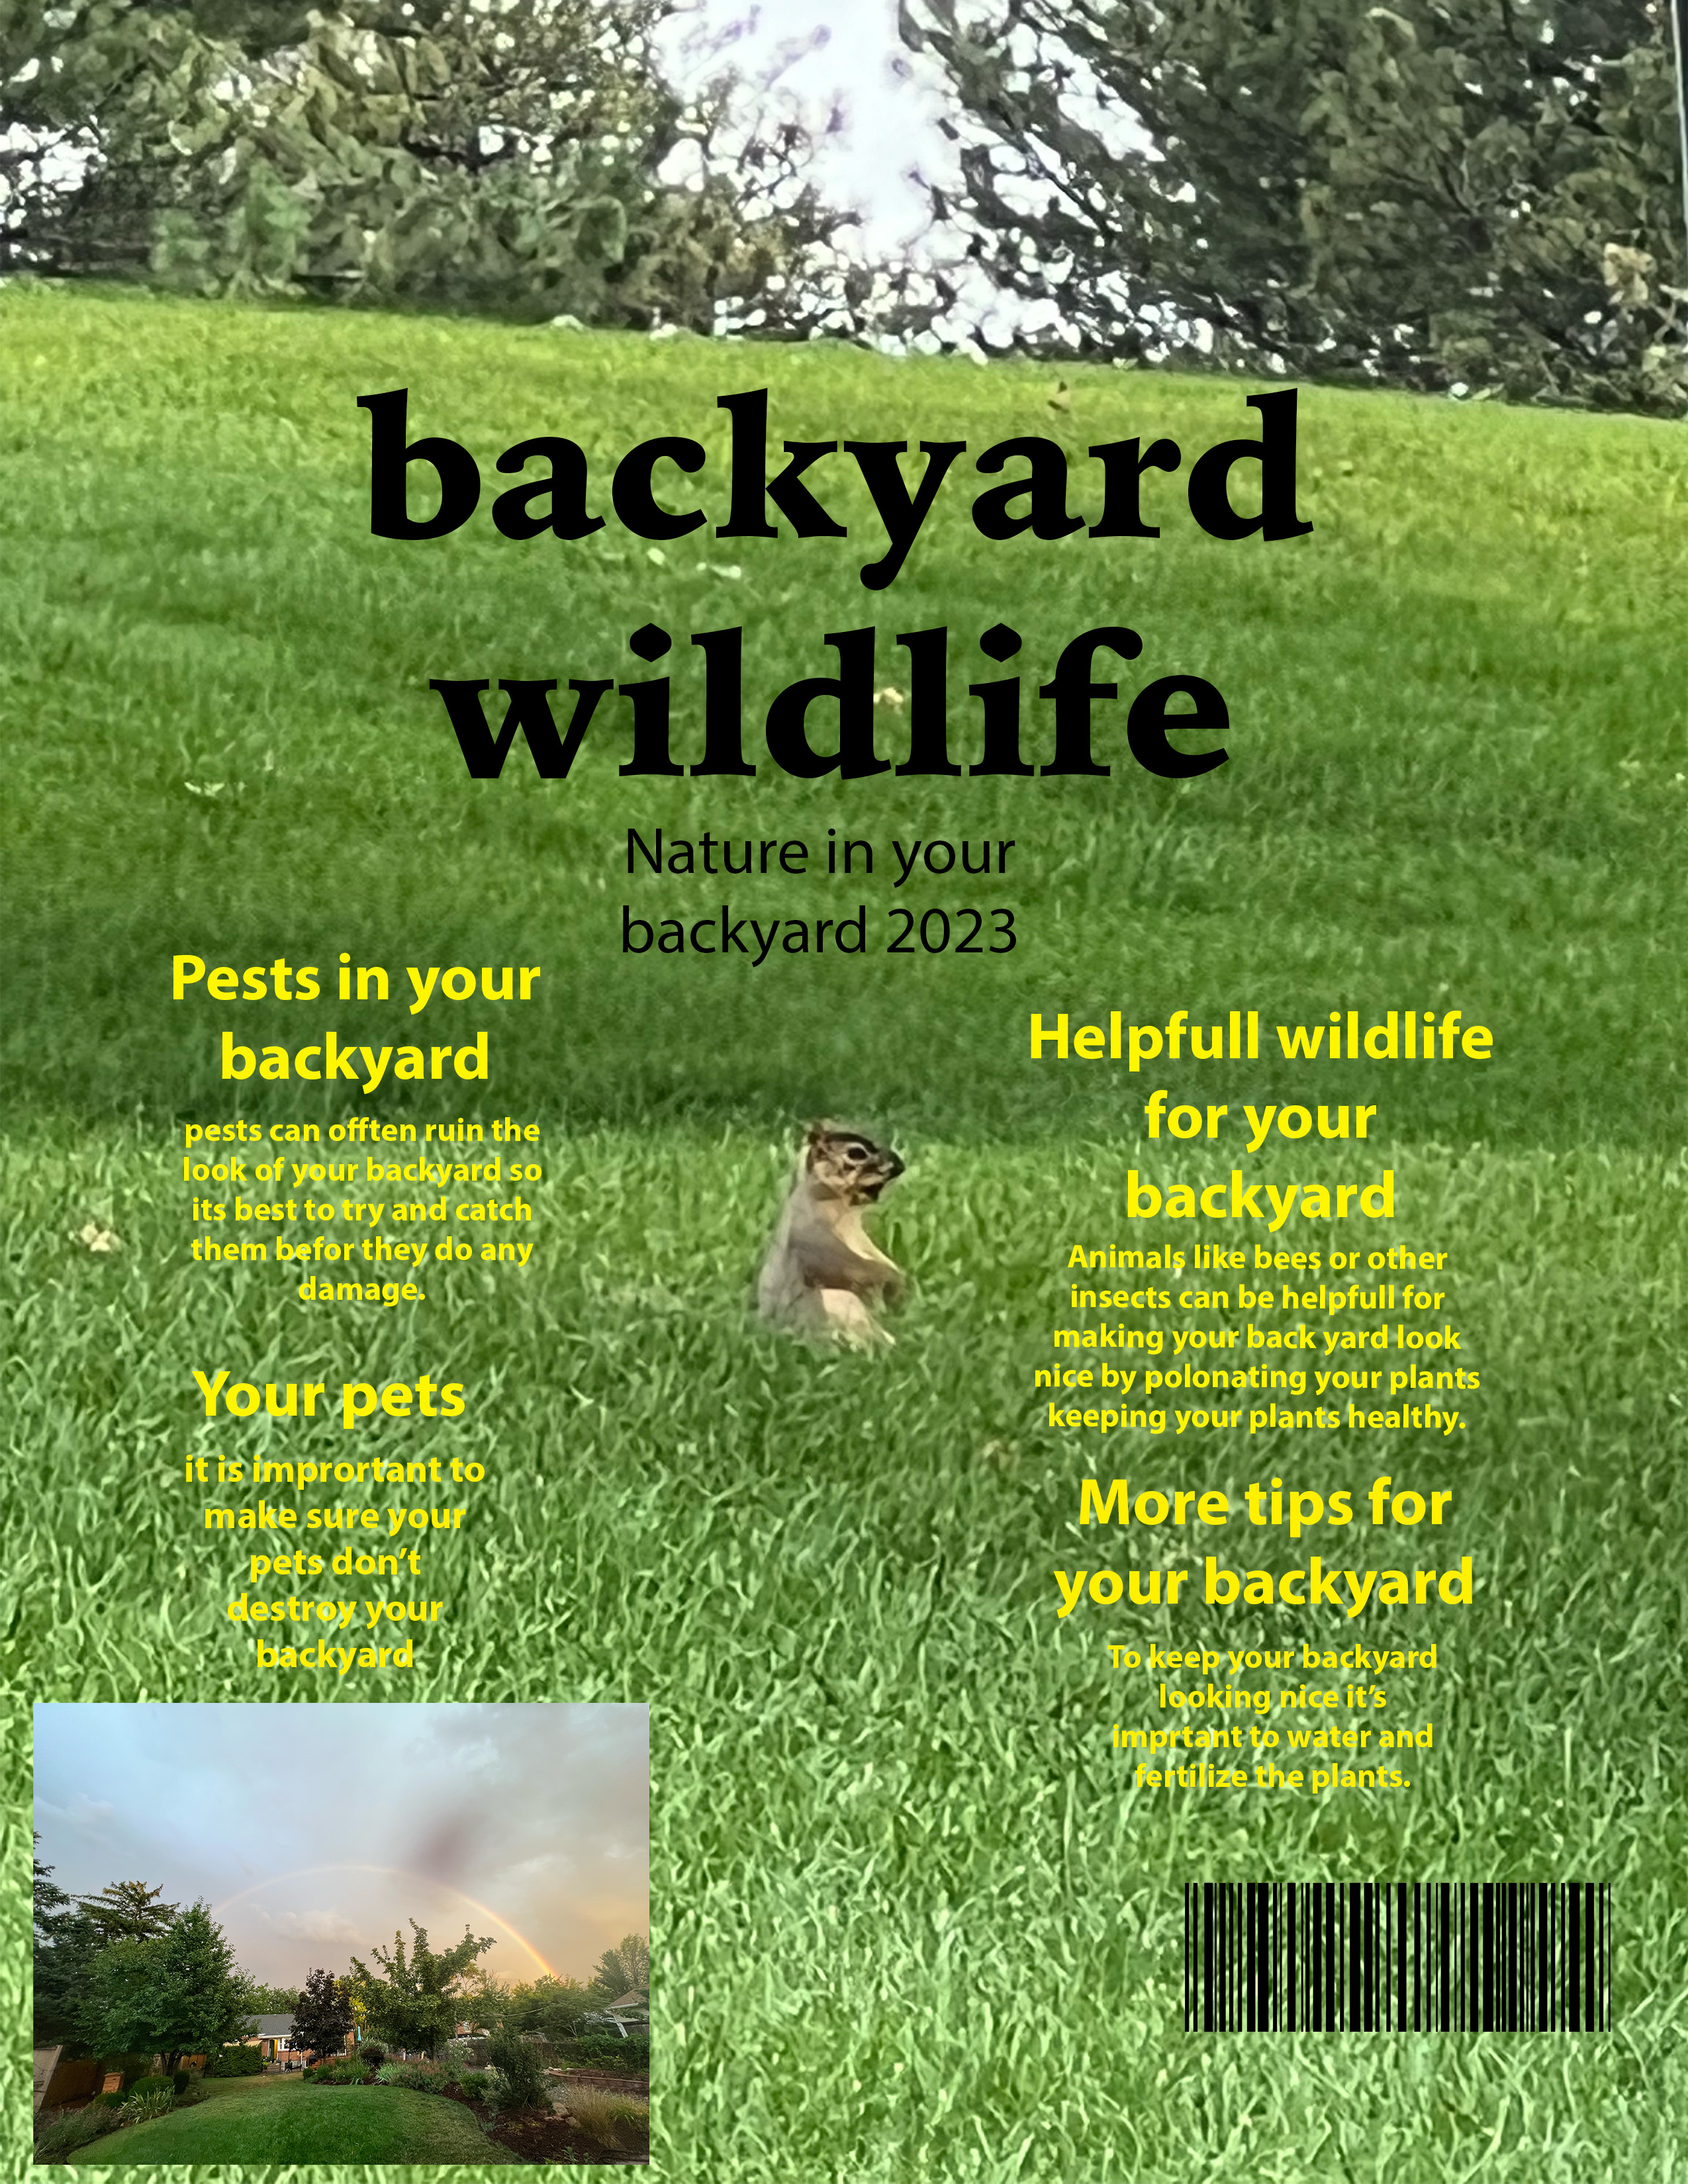 backyard
wildlife
Nature in your
backyard 2023
Pests in your
backyard
pests can offten ruin the
look of your backyard so
its best to try and catch
them befor they do any
damage.
Your pets
it is imprortant to
make sure your
pets don’t
destroy your
backyard
Helpfull wildlife
for your
backyard
Animals like bees or other
insects can be helpfull for
making your back yard look
nice by polonating your plants
keeping your plants healthy.
More tips for
your backyard
To keep your backyard
looking nice it’s
imprtant to water and
fertilize the plants.